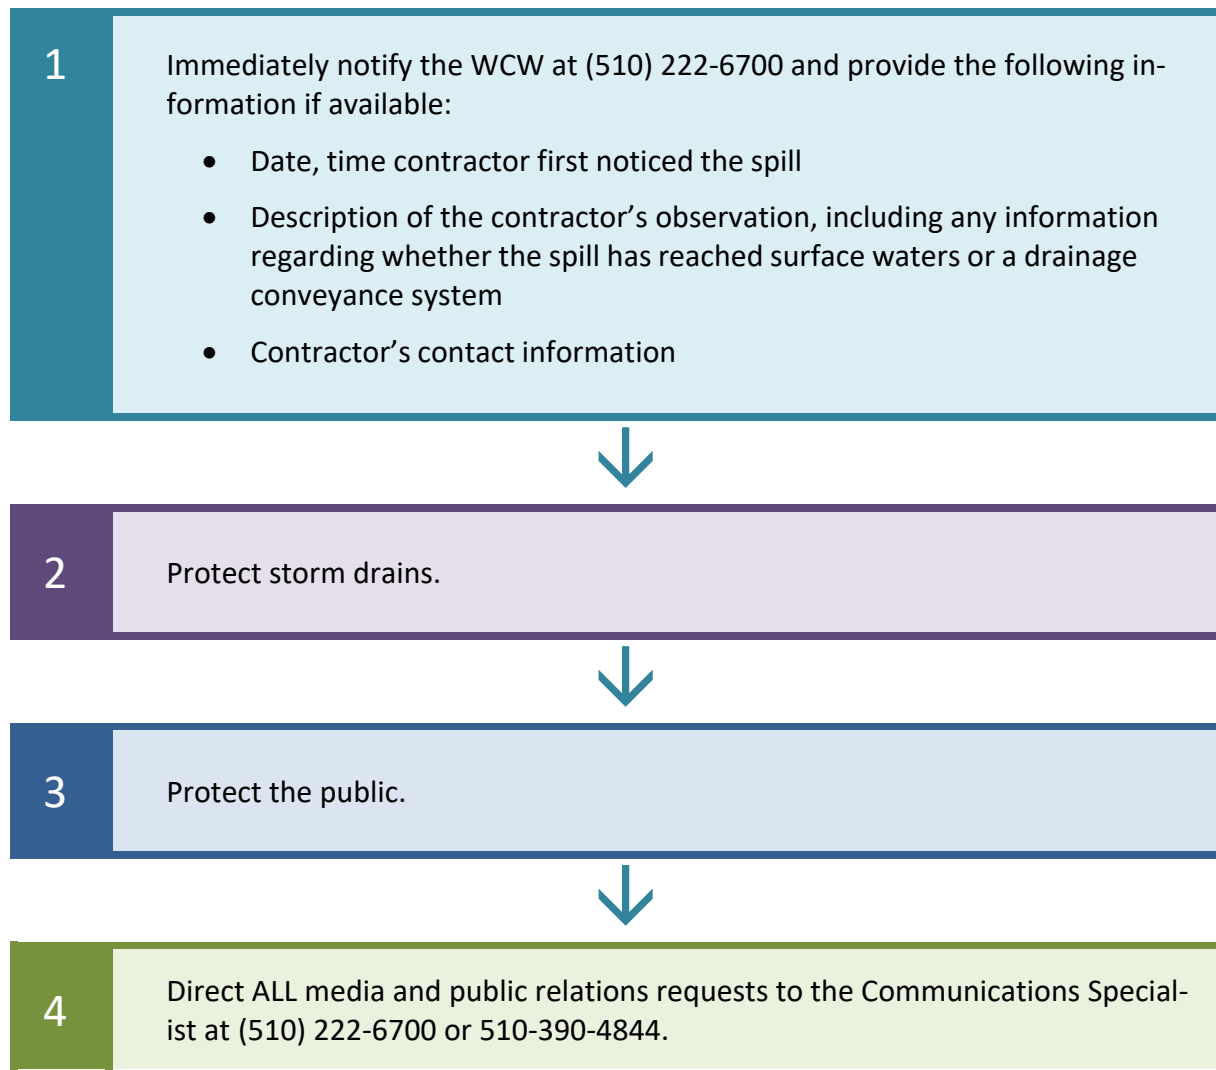 1
Immediately notify the WCW at (510) 222-6700 and provide the following in-
formation if available:
• Date, time contractor first noticed the spill
• Description of the contractor’s observation, including any information
regarding whether the spill has reached surface waters or a drainage
conveyance system
• Contractor’s contact information
2
Protect storm drains.
3
Protect the public.
4
Direct ALL media and public relations requests to the Communications Special-
ist at (510) 222-6700 or 510-390-4844.